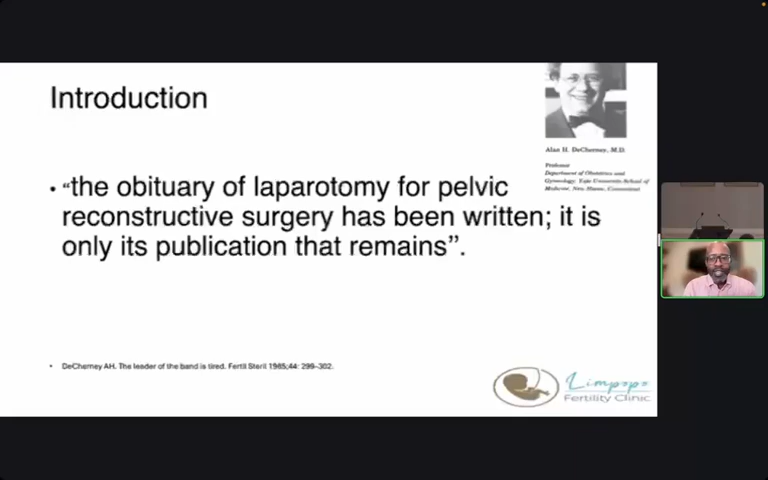 Introduction
Alan H. DeCherney, M.D.
Professor
Department of Obstetrics and
Gynecology, Yale University School of
Medicine, New Haven, Connecticut
• “the obituary of laparotomy for pelvic
reconstructive surgery has been written; it is
only its publication that remains”.
• DeCherney AH. The leader of the band is tired. Fertil Steril 1985;44: 299–302.
Limpopo
Fertility Clinic